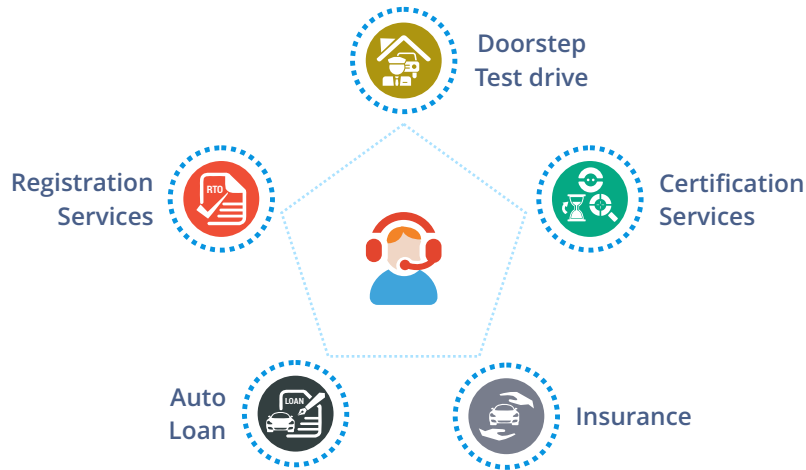 Doorstep
Test drive
Registration
Services
RTO
Certification
Services
Auto
Loan
LOAN
Insurance